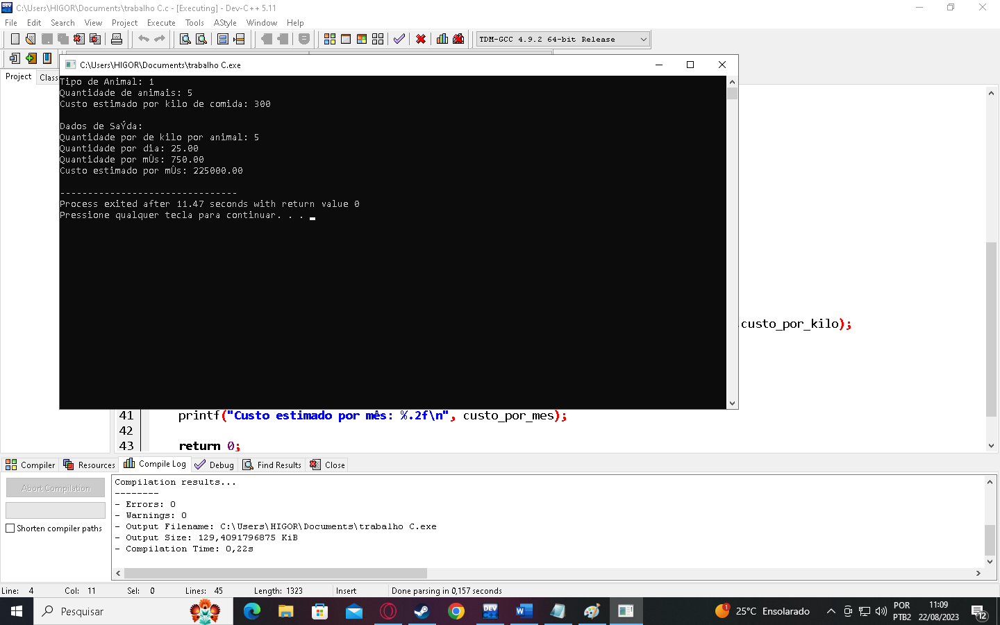 C:\Users\HIGOR\Documents\trabalho C.c - [Executing] - Dev-C++ 5.11
File Edit Search View Project Execute Tools AStyle Window Help
TDM-GCC 4.9.2 64-bit Release
Project Class
C:\Users\HIGOR\Documents\trabalho C.exe
Tipo de Animal: 1
Quantidade de animais: 5
Custo estimado por kilo de comida: 300
Dados de SaÝda:
Quantidade por de kilo por animal: 5
Quantidade por dia: 25.00
Quantidade por mÛs: 750.00
Custo estimado por mÛs: 225000.00
--------------------------------
Process exited after 11.47 seconds with return value 0
Pressione qualquer tecla para continuar. . .
.custo_por_kilo);
41 printf("Custo estimado por mês: %.2f\n", custo_por_mes);
42
43 return 0;
Compiler Resources Compile Log Debug Find Results Close
Abort Compilation
Shorten compiler paths
Compilation results...
--------
- Errors: 0
- Warnings: 0
- Output Filename: C:\Users\HIGOR\Documents\trabalho C.exe
- Output Size: 129,4091796875 KiB
- Compilation Time: 0,22s
Line: 4 Col: 11 Sel: 0 Lines: 45 Length: 1323 Insert Done parsing in 0,157 seconds
Pesquisar
DEV
W
1
25°C Ensolarado
POR
PTB2
11:09
22/08/2023
12